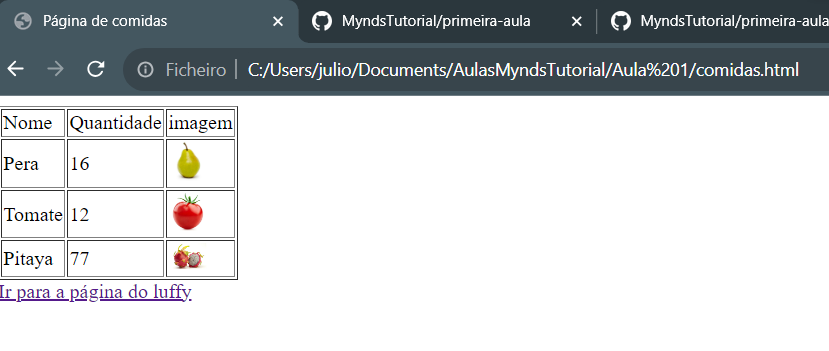 Página de comidas MyndsTutorial/primeira-aula MyndsTutorial/primeira-aula
Ficheiro C:/Users/julio/Documents/AulasMyndsTutorial/Aula%201/comidas.html
Nome Quantidade imagem
Pera 16
Tomate 12
Pitaya 77
Ir para a página do luffy